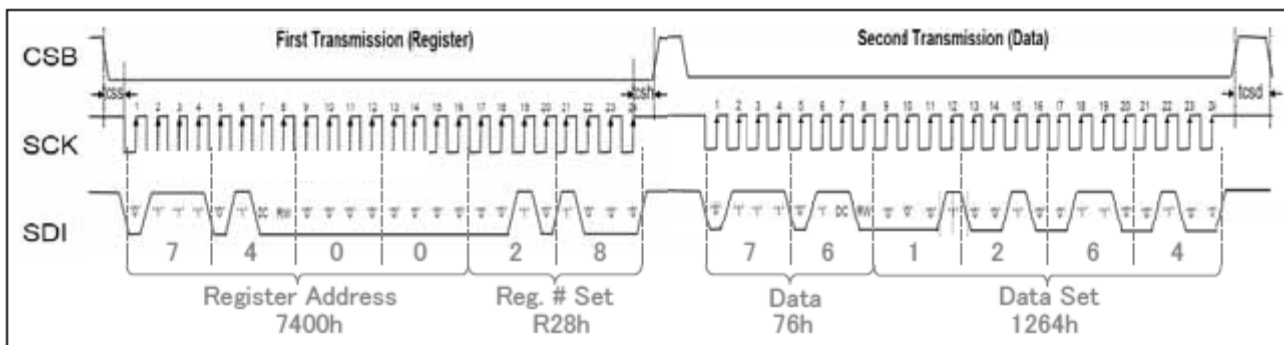 First Transmission (Register)
Second Transmission (Data)
CSB
tcss
tcsh
tcsd
1 2 3 4 5 6 7 8 9 10 11 12 13 14 15 16 17 18 19 20 21 22 23 24
1 2 3 4 5 6 7 8 9 10 11 12 13 14 15 16 17 18 19 20 21 22 23 24
SCK
DC RW
DC RW
SDI
7 4 0 0 2 8
7 6 1 2 6 4
Register Address
7400h
Reg. # Set
R28h
Data
76h
Data Set
1264h